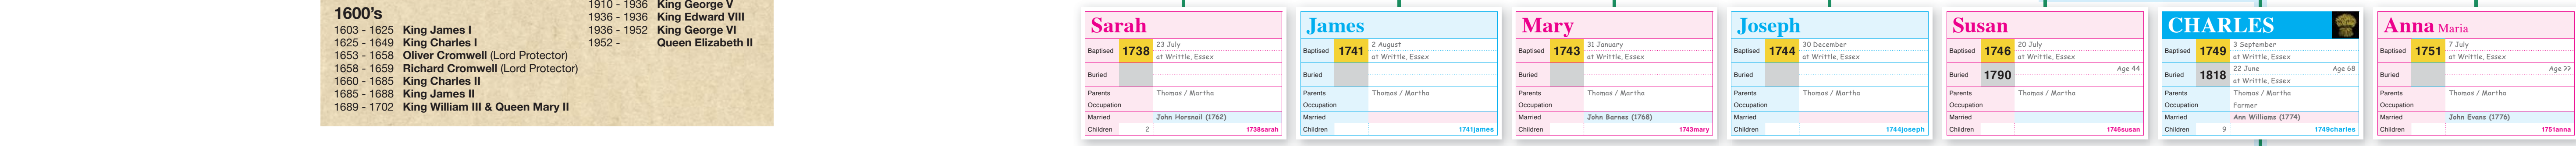 1600's
1603 - 1625 King James I
1625 - 1649 King Charles I
1653 - 1658 Oliver Cromwell (Lord Protector)
1658 - 1659 Richard Cromwell (Lord Protector)
1660 - 1685 King Charles II
1685 - 1688 King James II
1689 - 1702 King William III & Queen Mary II
1910 - 1936 King George V
1936 - 1936 King Edward VIII
1936 - 1952 King George VI
1952 - Queen Elizabeth II
Sarah
Baptised 1738 23 July
at Writtle, Essex
Buried
Parents Thomas / Martha
Occupation
Married John Horsnail (1762)
Children 2 1738sarah
James
Baptised 1741 2 August
at Writtle, Essex
Buried
Parents Thomas / Martha
Occupation
Married
Children 1741james
Mary
Baptised 1743 31 January
at Writtle, Essex
Buried
Parents Thomas / Martha
Occupation
Married John Barnes (1768)
Children 1743mary
Joseph
Baptised 1744 30 December
at Writtle, Essex
Buried
Parents Thomas / Martha
Occupation
Married
Children 1744joseph
Susan
Baptised 1746 20 July
at Writtle, Essex
Buried 1790 Age 44
Parents Thomas / Martha
Occupation
Married
Children 1746susan
CHARLES
Baptised 1749 3 September
at Writtle, Essex
Buried 1818 22 June Age 68
at Writtle, Essex
Parents Thomas / Martha
Occupation Farmer
Married Ann Williams (1774)
Children 9 1749charles
Anna Maria
Baptised 1751 7 July
at Writtle, Essex
Buried Age ??
Parents Thomas / Martha
Occupation
Married John Evans (1776)
Children 1751anna